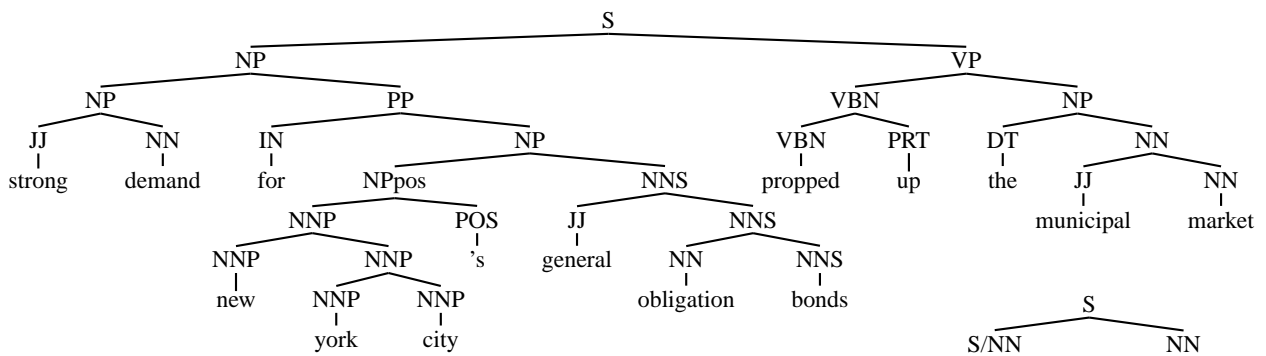 S
NP VP
NP PP VBN NP
JJ NN IN NP VBN PRT DT NN
strong demand for NPpos NNS propped up the JJ NN
NNP POS JJ NNS municipal market
NNP NNP 's general NN NNS
new NNP NNP obligation bonds S
york city S/NN NN